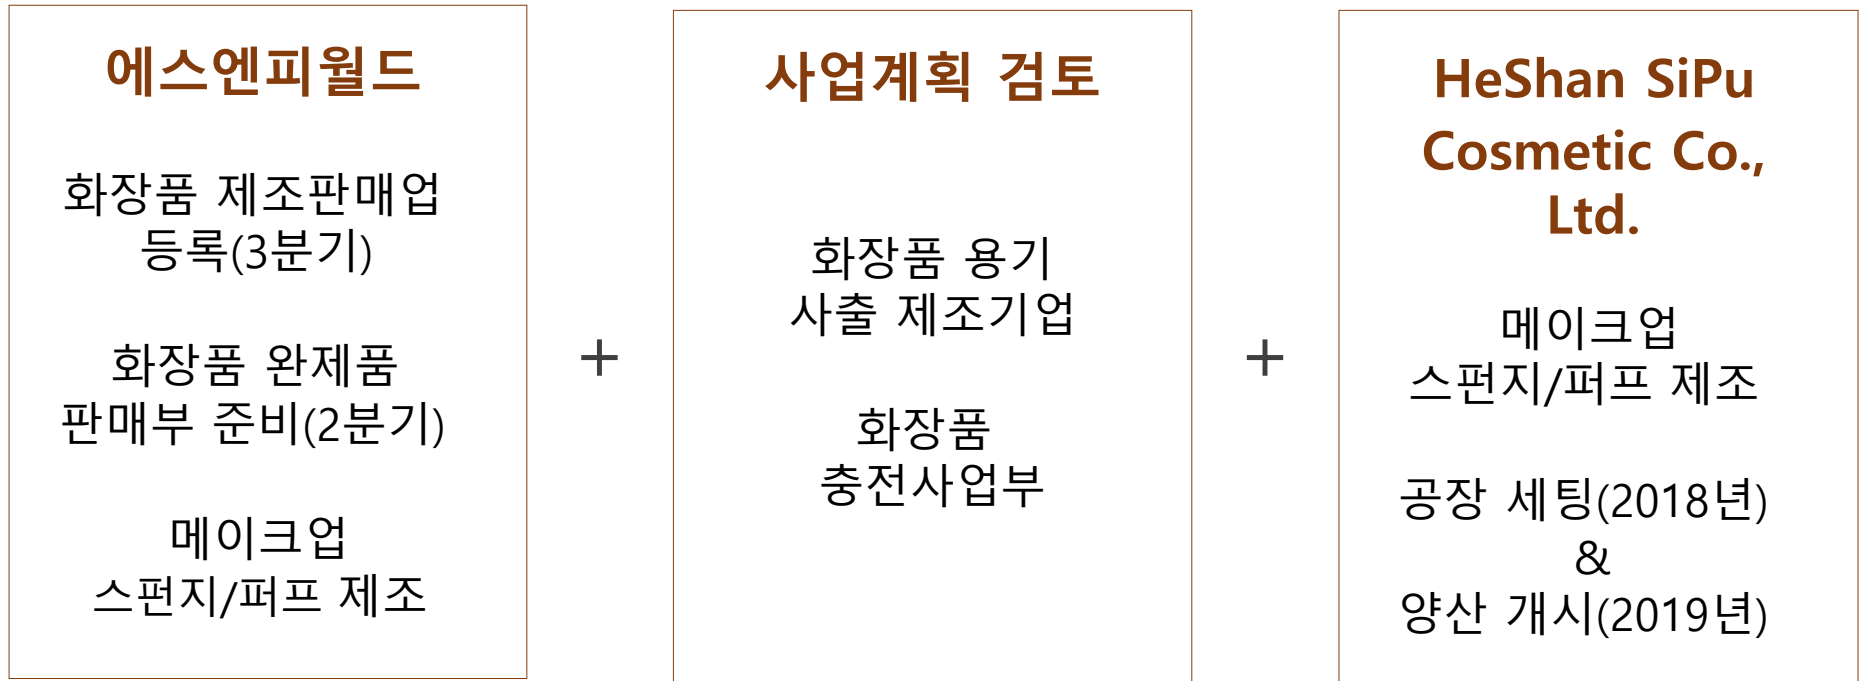 에스엔피월드
화장품 제조판매업
등록(3분기)
화장품 완제품
판매부 준비(2분기)
메이크업
스펀지/퍼프 제조
+
사업계획 검토
화장품 용기
사출 제조기업
화장품
충전사업부
+
HeShan SiPu
Cosmetic Co.,
Ltd.
메이크업
스펀지/퍼프 제조
공장 세팅(2018년)
&
양산 개시(2019년)